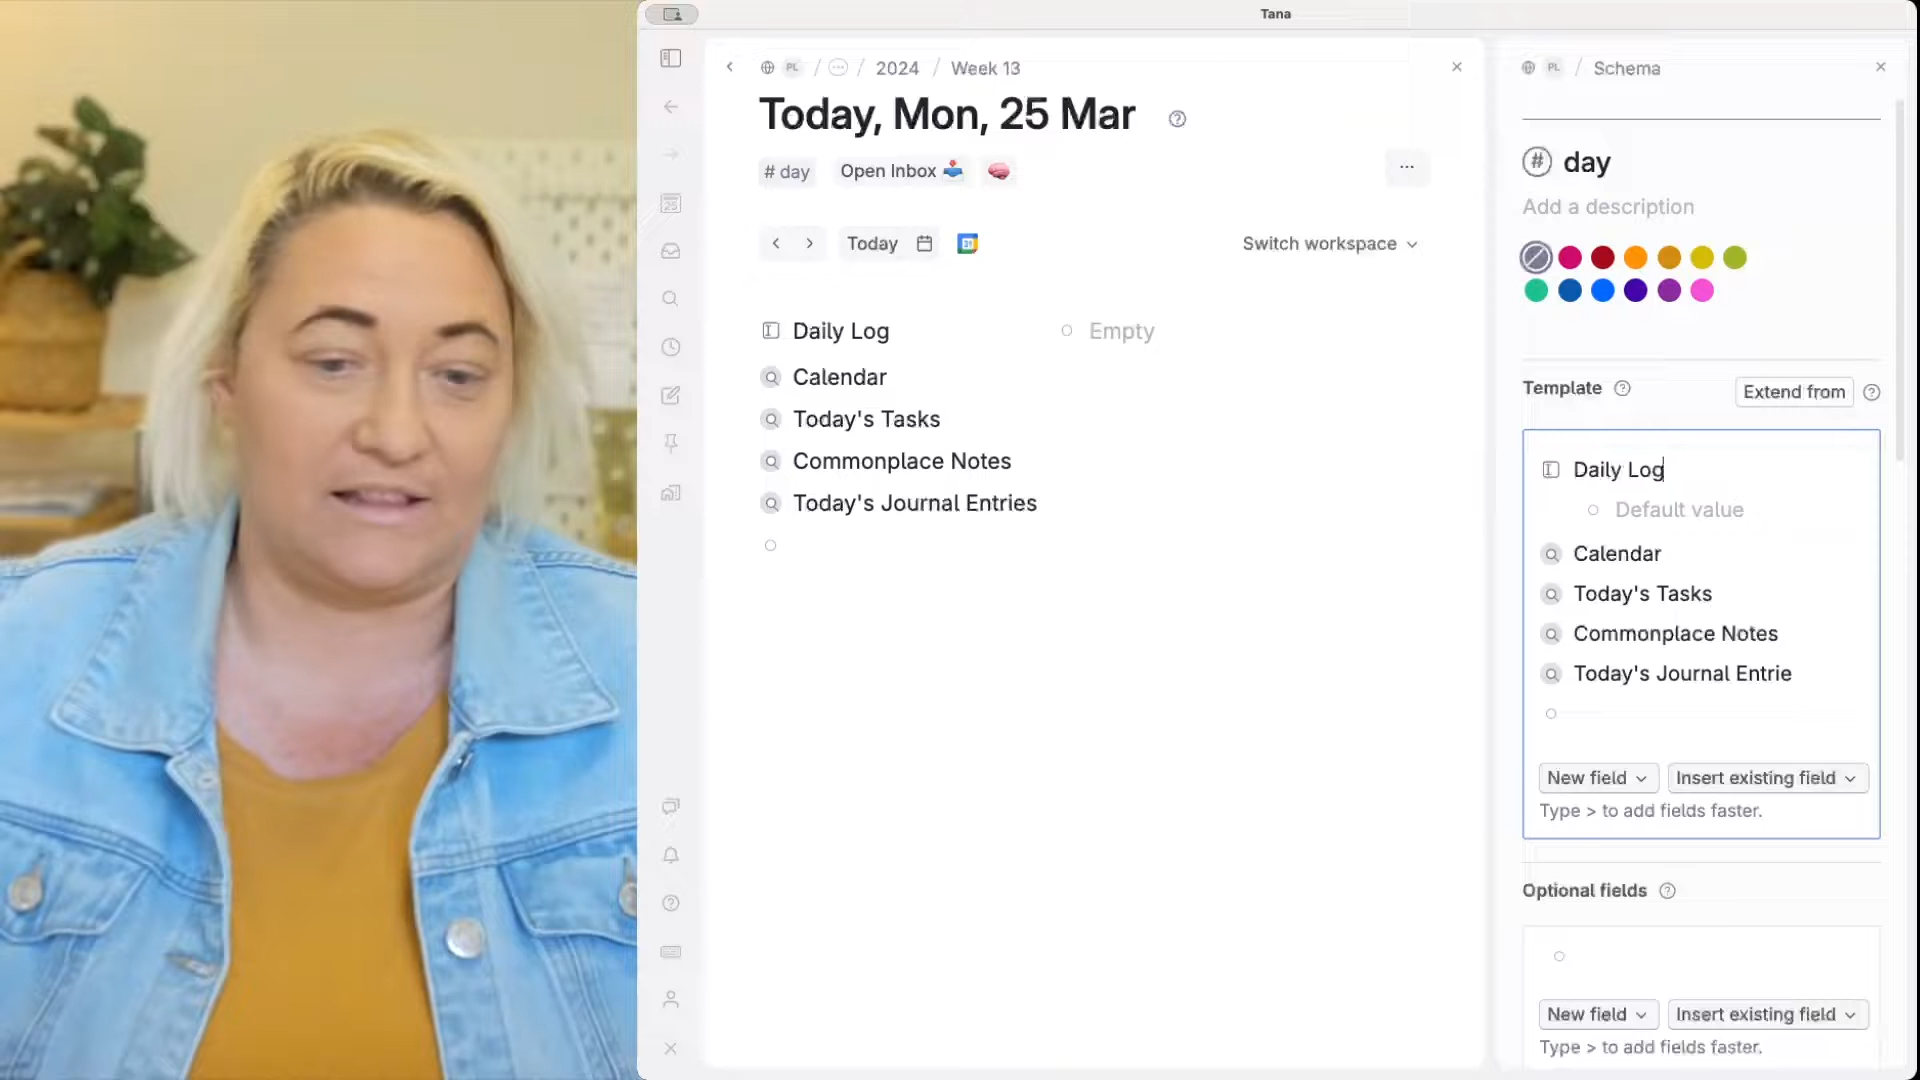 Tana
PL / / 2024 / Week 13
Today, Mon, 25 Mar
# day Open Inbox
Today Switch workspace
Daily Log Empty
Calendar
Today's Tasks
Commonplace Notes
Today's Journal Entries
PL / Schema
# day
Add a description
Template Extend from
Daily Log
Default value
Calendar
Today's Tasks
Commonplace Notes
Today's Journal Entrie
New field Insert existing field
Type > to add fields faster.
Optional fields
New field Insert existing field
Type > to add fields faster.